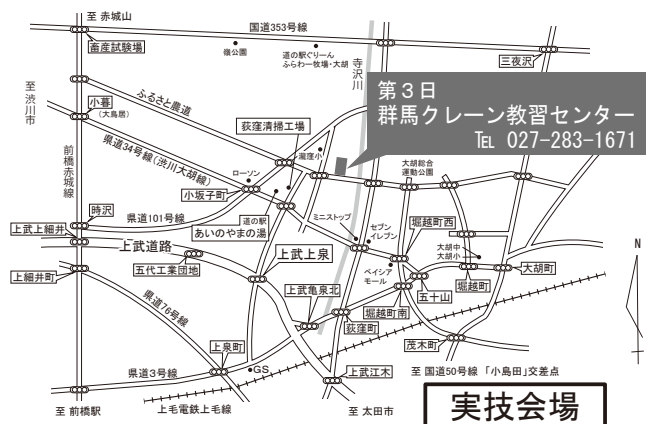 至 赤城山
国道353号線
畜産試験場
嶺公園
道の駅ぐりーん
ふらわー牧場・大胡
寺沢川
三夜沢
至渋川市
小暮
(大鳥居)
ふるさと農道
第3日
群馬クレーン教習センター
℡ 027-283-1671
荻窪清掃工場
瀧窪小
県道34号線(渋川大胡線)
前橋赤城線
ローソン
小坂子町
大胡総合
運動公園
時沢
県道101号線
道の駅
あいのやまの湯
ミニストップ
セブン
イレブン
堀越町西
上武上細井
上武道路
五代工業団地
上武上泉
ベイシア
モール
大胡中
大胡小
上細井町
大胡町
堀越町
五十山
上武亀泉北
堀越町南
荻窪町
県道76号線
茂木町
上泉町
県道3号線
GS
上武江木
至 国道50号線 「小島田」交差点
N
至 前橋駅
上毛電鉄上毛線
至 太田市
実技会場